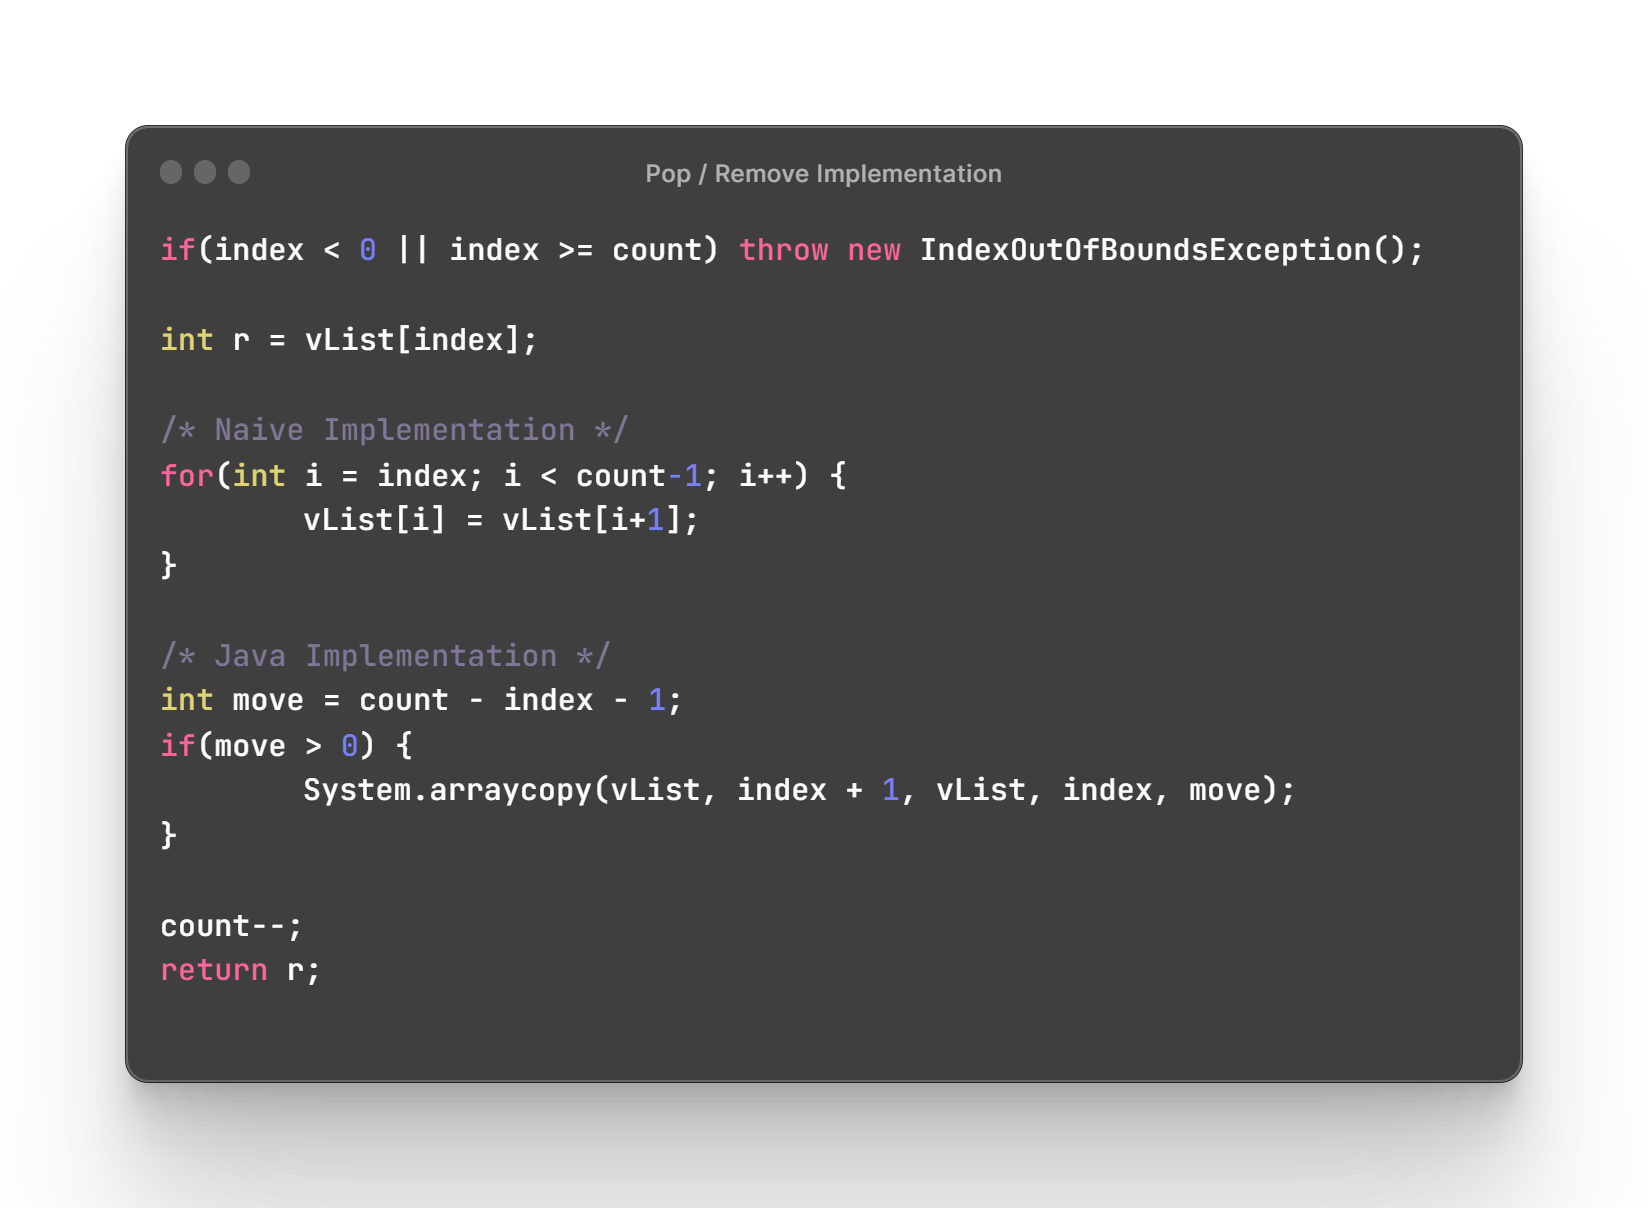 Pop / Remove Implementation
if(index < 0 || index >= count) throw new IndexOutOfBoundsException();
int r = vList[index];
/* Naive Implementation */
for(int i = index; i < count-1; i++) {
        vList[i] = vList[i+1];
}
/* Java Implementation */
int move = count - index - 1;
if(move > 0) {
        System.arraycopy(vList, index + 1, vList, index, move);
}
count--;
return r;